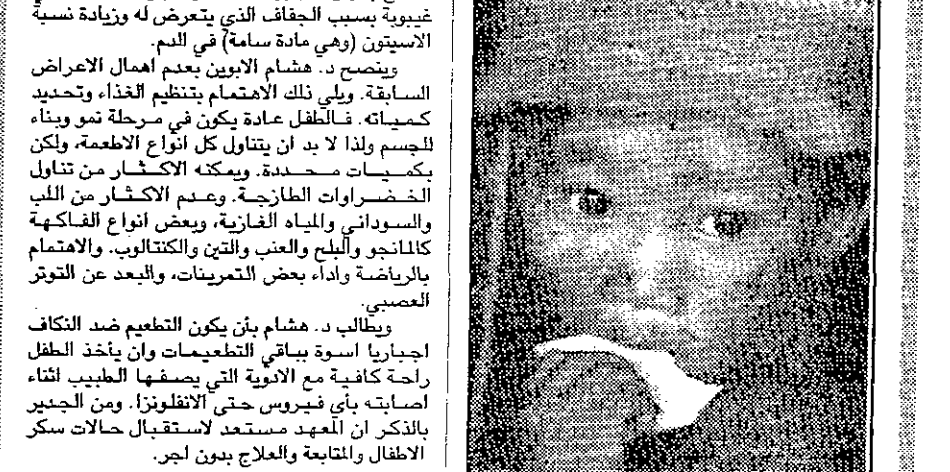 غيبوبة بسبب الجفاف الذي يتعرض له وزيادة نسبة
الاسيتون (وهي مادة سامة) في الدم.
وينصح د. هشام الابوين بعدم اهمال الاعراض
السابقة. ويلي ذلك الاهتمام بتنظيم الغذاء وتحديد
كمياته. فالطفل عادة يكون في مرحلة نمو وبناء
للجسم ولذا لا بد ان يتناول كل انواع الاطعمة، ولكن
بكميات محددة. ويمكنه الاكثار من تناول
الخضراوات الطازجة. وعدم الاكثار من اللب
والسوداني والمياه الغازية، وبعض انواع الفاكهة
كالمانجو والبلح والعنب والتين والكنتالوب. والاهتمام
بالرياضة واداء بعض التمرينات، والبعد عن التوتر
العصبي.
ويطالب د. هشام بأن يكون التطعيم ضد النكاف
اجباريا اسوة بباقي التطعيمات وان يأخذ الطفل
راحة كافية مع الادوية التي يصفها الطبيب اثناء
اصابته بأي فيروس حتى الانفلونزا. ومن الجدير
بالذكر ان المعهد مستعد لاستقبال حالات سكر
الاطفال والمتابعة والعلاج بدون اجر.